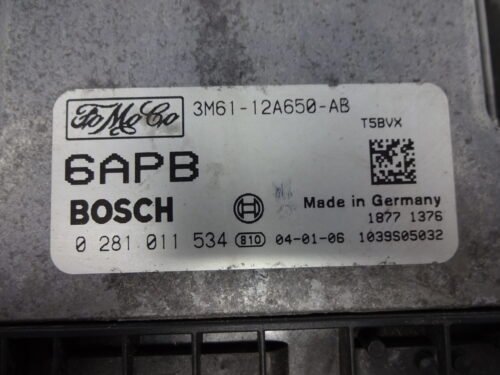 FoMoCo 3M61-12A650-AB
T5BVX
6APB
BOSCH Made in Germany
1877 1376
0 281 011 534 810 04-01-06 1039S05032